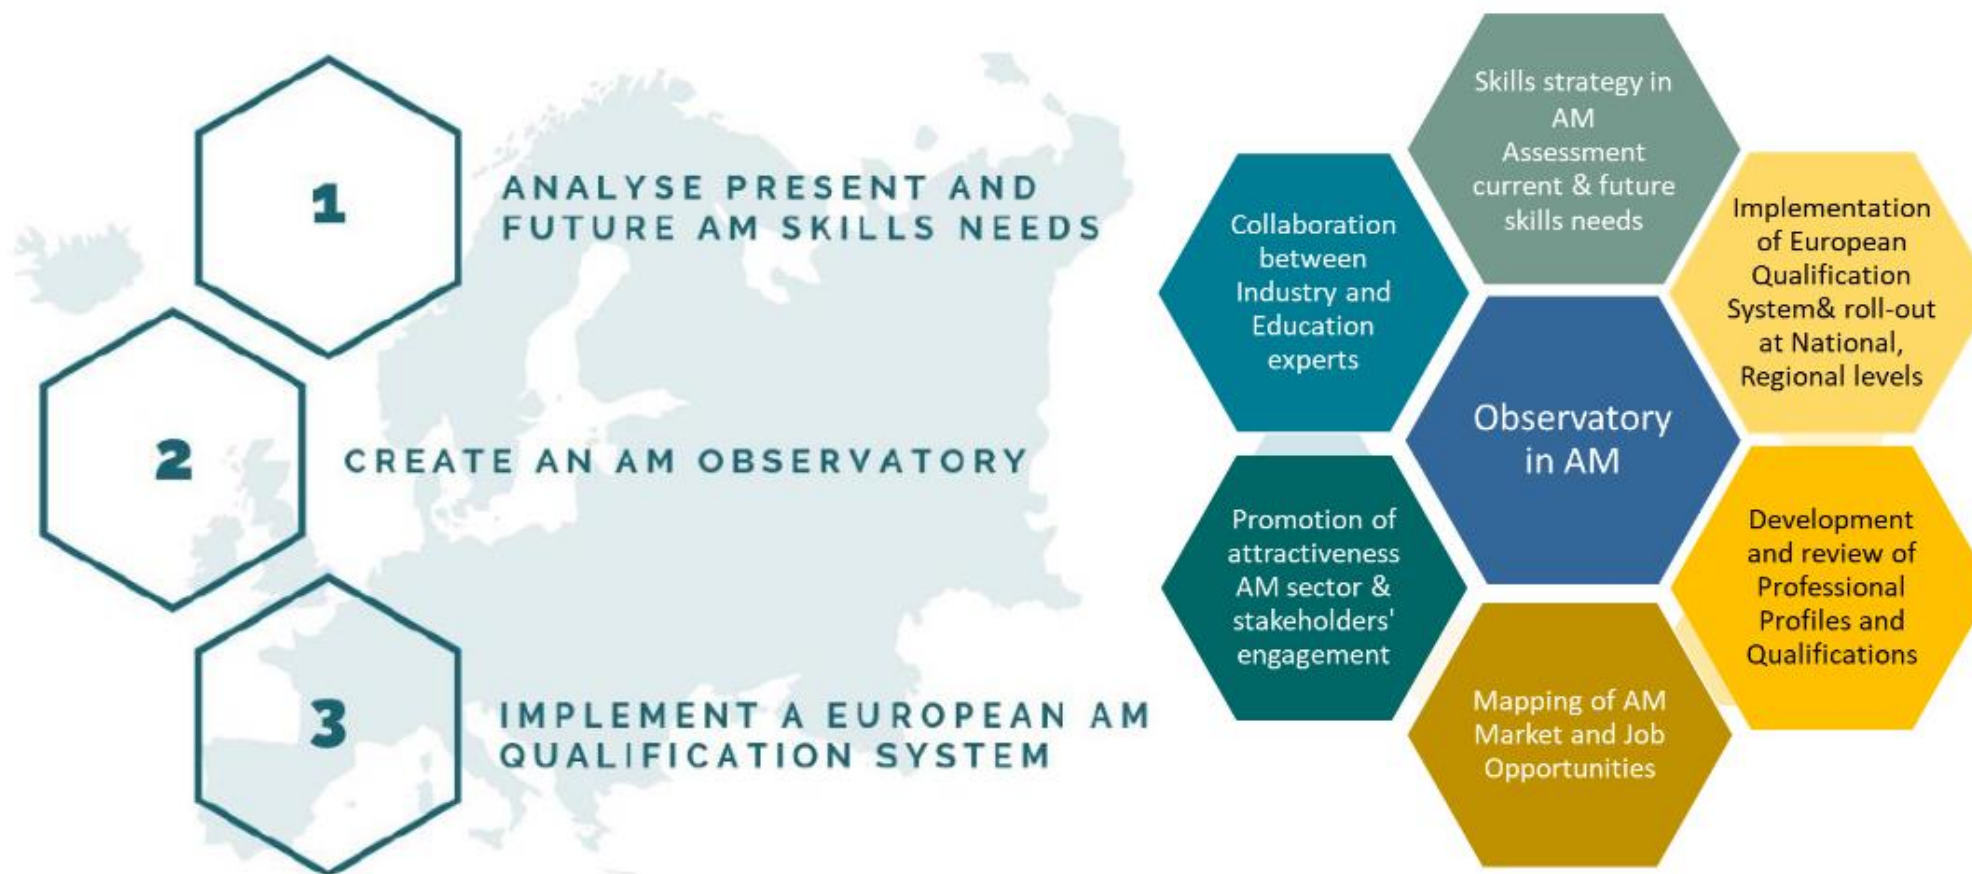 1
ANALYSE PRESENT AND
FUTURE AM SKILLS NEEDS
2
CREATE AN AM OBSERVATORY
3
IMPLEMENT A EUROPEAN AM
QUALIFICATION SYSTEM
Skills strategy in
AM
Assessment
current & future
skills needs
Implementation
of European
Qualification
System& roll-out
at National,
Regional levels
Development
and review of
Professional
Profiles and
Qualifications
Mapping of AM
Market and Job
Opportunities
Promotion of
attractiveness
AM sector &
stakeholders'
engagement
Collaboration
between
Industry and
Education
experts
Observatory
in AM